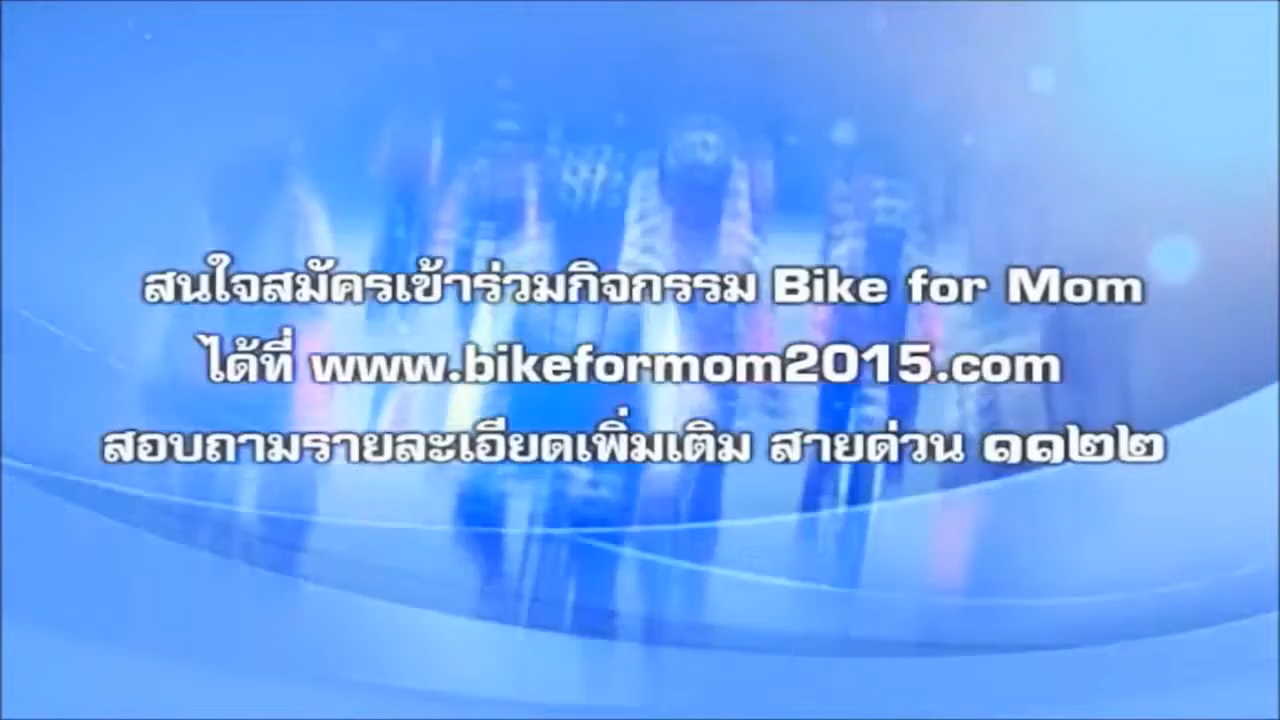 สนใจสมัครเข้าร่วมกิจกรรม Bike for Mom
ได้ที่ www.bikeformom2015.com
สอบถามรายละเอียดเพิ่มเติม สายด่วน ๑๑๒๒